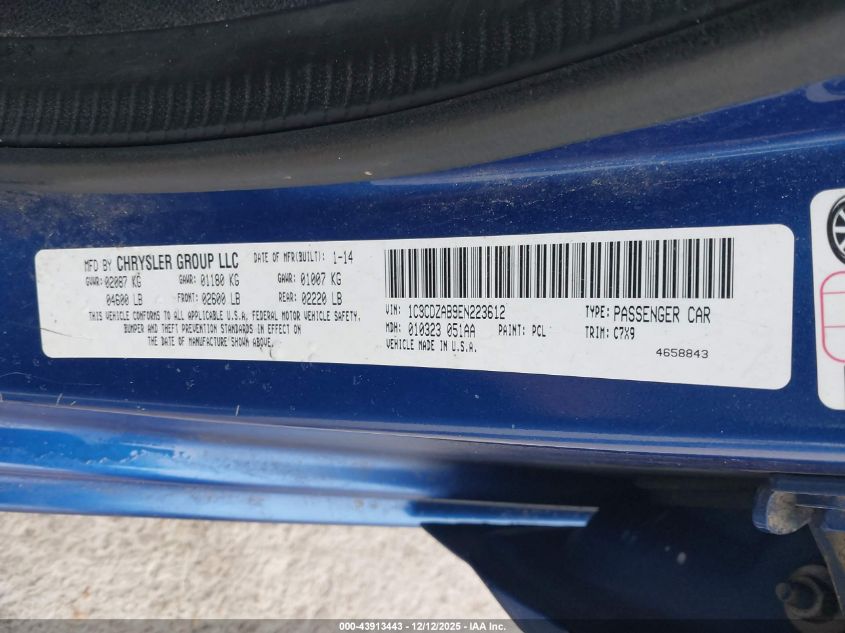 MFD BY CHRYSLER GROUP LLC DATE OF MFR(BUILT): 1-14
GVWR: 02087 KG GAWR: 01180 KG GAWR: 01007 KG
04600 LB FRONT: 02600 LB REAR: 02220 LB
THIS VEHICLE CONFORMS TO ALL APPLICABLE U.S.A. FEDERAL MOTOR VEHICLE SAFETY,
BUMPER AND THEFT PREVENTION STANDARDS IN EFFECT ON
THE DATE OF MANUFACTURE SHOWN ABOVE.
VIN: 1C3CDZAB9EN223612 TYPE: PASSENGER CAR
MDH: 010323 051AA PAINT: PCL TRIM: C7X9
VEHICLE MADE IN U.S.A.
4658843
000-43913443 - 12/12/2025 - IAA Inc.